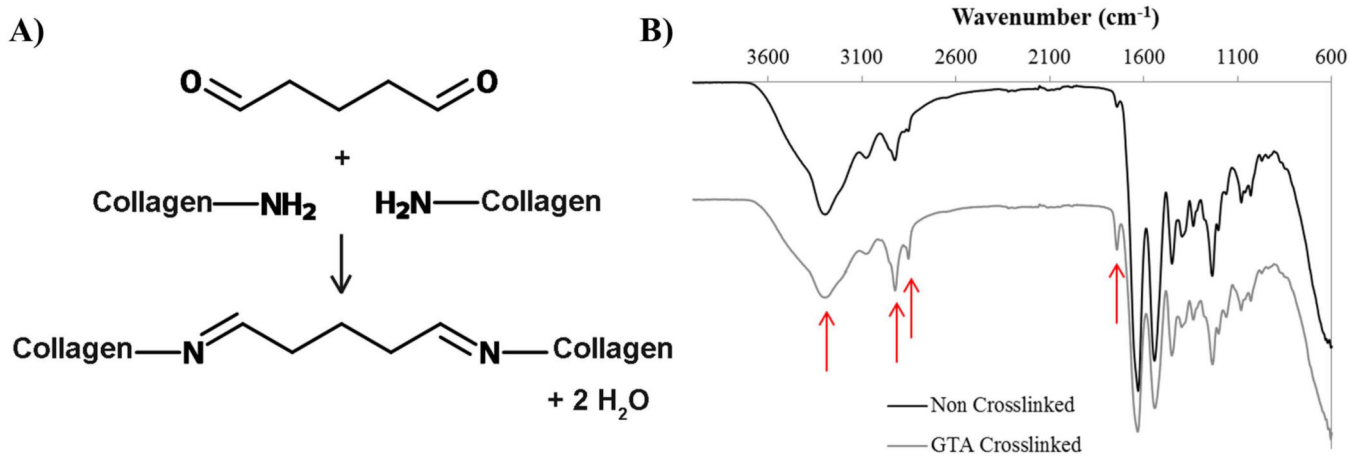 A)
O O
+
Collagen—NH₂ H₂N—Collagen
Collagen—N N—Collagen
+ 2 H₂O
B)
Wavenumber (cm⁻¹)
3600 3100 2600 2100 1600 1100 600
Non Crosslinked
GTA Crosslinked